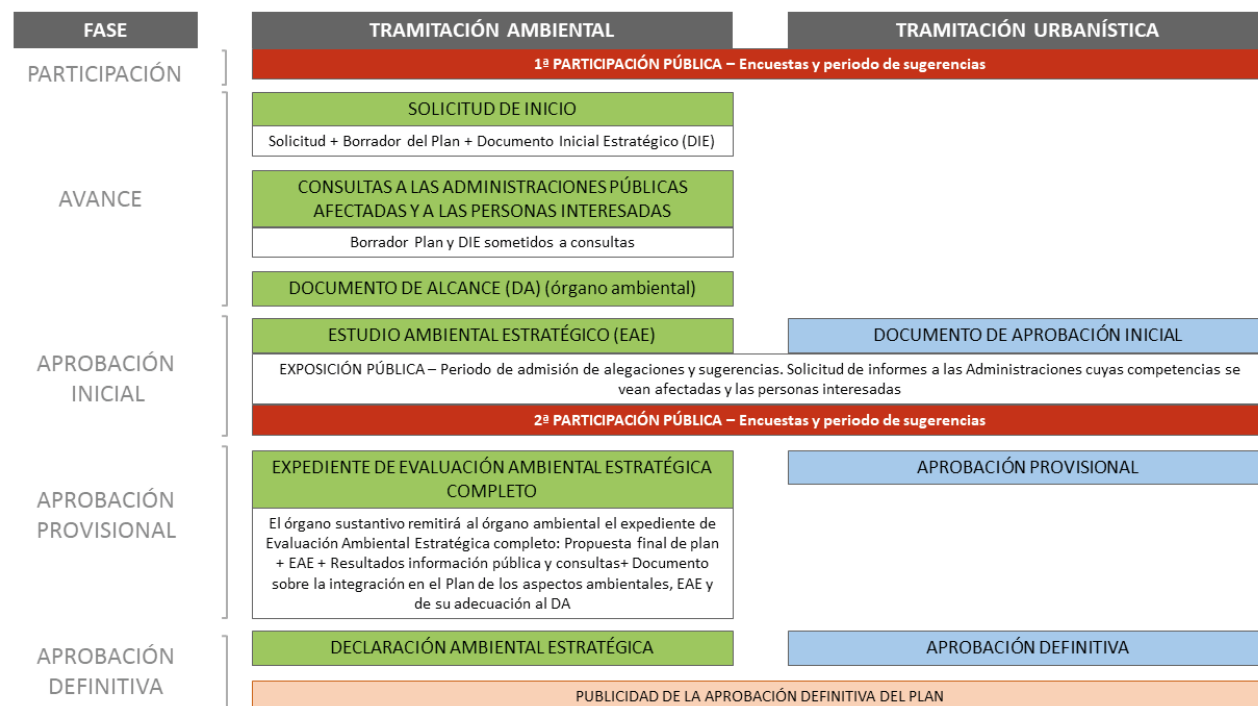 FASE
TRAMITACIÓN AMBIENTAL
TRAMITACIÓN URBANÍSTICA
PARTICIPACIÓN
1ª PARTICIPACIÓN PÚBLICA – Encuestas y periodo de sugerencias
AVANCE
SOLICITUD DE INICIO
Solicitud + Borrador del Plan + Documento Inicial Estratégico (DIE)
CONSULTAS A LAS ADMINISTRACIONES PÚBLICAS
AFECTADAS Y A LAS PERSONAS INTERESADAS
Borrador Plan y DIE sometidos a consultas
DOCUMENTO DE ALCANCE (DA) (órgano ambiental)
APROBACIÓN
INICIAL
ESTUDIO AMBIENTAL ESTRATÉGICO (EAE)
DOCUMENTO DE APROBACIÓN INICIAL
EXPOSICIÓN PÚBLICA – Periodo de admisión de alegaciones y sugerencias. Solicitud de informes a las Administraciones cuyas competencias se
vean afectadas y las personas interesadas
2ª PARTICIPACIÓN PÚBLICA – Encuestas y periodo de sugerencias
APROBACIÓN
PROVISIONAL
EXPEDIENTE DE EVALUACIÓN AMBIENTAL ESTRATÉGICA
COMPLETO
APROBACIÓN PROVISIONAL
El órgano sustantivo remitirá al órgano ambiental el expediente de
Evaluación Ambiental Estratégica completo: Propuesta final de plan
+ EAE + Resultados información pública y consultas+ Documento
sobre la integración en el Plan de los aspectos ambientales, EAE y
de su adecuación al DA
APROBACIÓN
DEFINITIVA
DECLARACIÓN AMBIENTAL ESTRATÉGICA
APROBACIÓN DEFINITIVA
PUBLICIDAD DE LA APROBACIÓN DEFINITIVA DEL PLAN